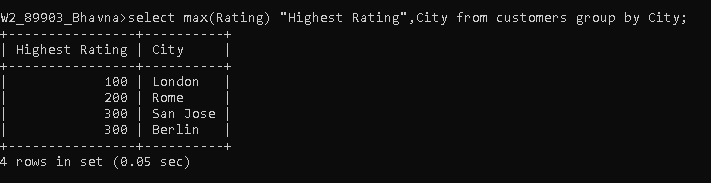 W2_89903_Bhavna>select max(Rating) "Highest Rating",City from customers group by City;
+----------------+----------+
| Highest Rating | City     |
+----------------+----------+
|            100 | London   |
|            200 | Rome     |
|            300 | San Jose |
|            300 | Berlin   |
+----------------+----------+
4 rows in set (0.05 sec)